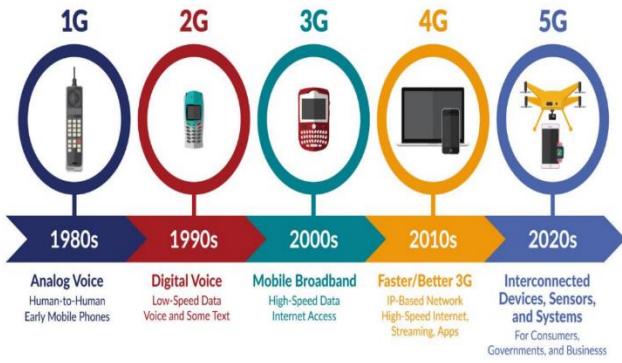 1G 2G 3G 4G 5G
1980s 1990s 2000s 2010s 2020s
Analog Voice
Human-to-Human
Early Mobile Phones
Digital Voice
Low-Speed Data
Voice and Some Text
Mobile Broadband
High-Speed Data
Internet Access
Faster/Better 3G
IP-Based Network
High-Speed Internet,
Streaming, Apps
Interconnected
Devices, Sensors,
and Systems
For Consumers,
Governments, and Businesss